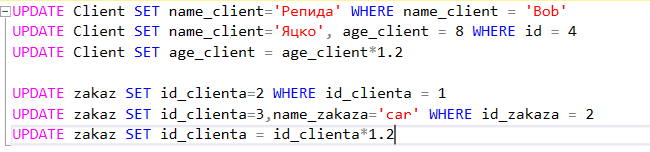 UPDATE Client SET name_client='Репида' WHERE name_client = 'Bob'
UPDATE Client SET name_client='Яцко', age_client = 8 WHERE id = 4
UPDATE Client SET age_client = age_client*1.2
UPDATE zakaz SET id_clienta=2 WHERE id_clienta = 1
UPDATE zakaz SET id_clienta=3,name_zakaza='car' WHERE id_zakaza = 2
UPDATE zakaz SET id_clienta = id_clienta*1.2